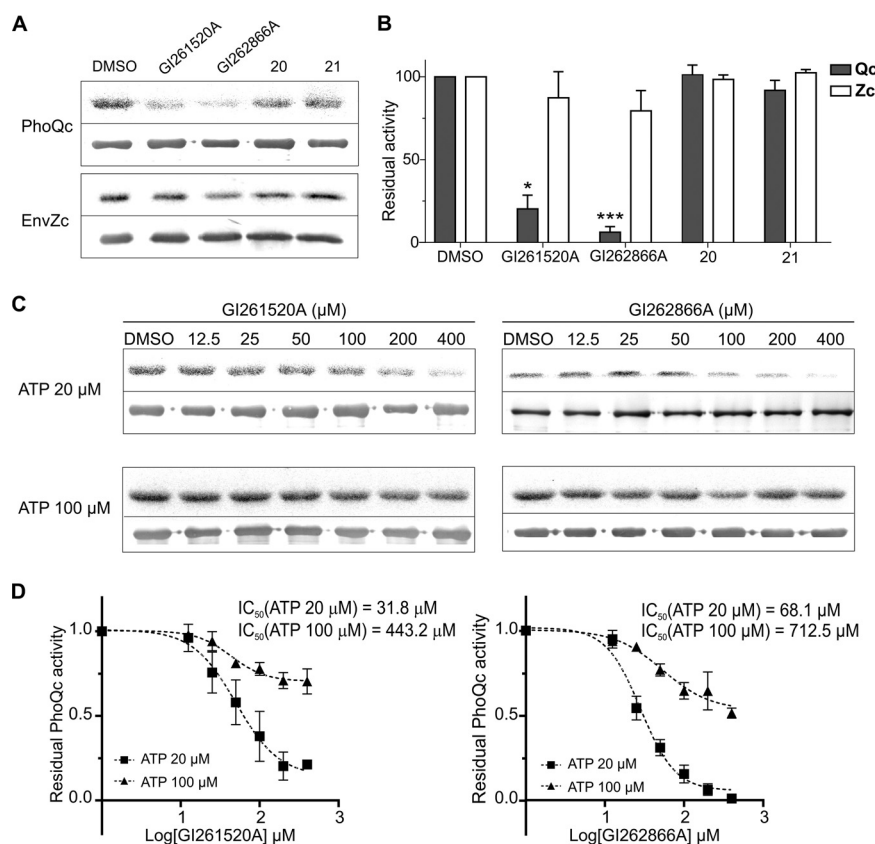 A
DMSO GI261520A GI262866A 20 21
PhoQc
EnvZc
B
Residual activity
100
50
0
* ***
DMSO GI261520A GI262866A 20 21
Qc
Zc
C
GI261520A (µM)
DMSO 12.5 25 50 100 200 400
GI262866A (µM)
DMSO 12.5 25 50 100 200 400
ATP 20 µM
ATP 100 µM
D
IC50(ATP 20 µM) = 31.8 µM
IC50(ATP 100 µM) = 443.2 µM
Residual PhoQc activity
1.0
0.5
0.0
ATP 20 µM
ATP 100 µM
1 2 3
Log[GI261520A] µM
IC50(ATP 20 µM) = 68.1 µM
IC50(ATP 100 µM) = 712.5 µM
Residual PhoQc activity
1.0
0.5
0.0
ATP 20 µM
ATP 100 µM
1 2 3
Log[GI262866A] µM